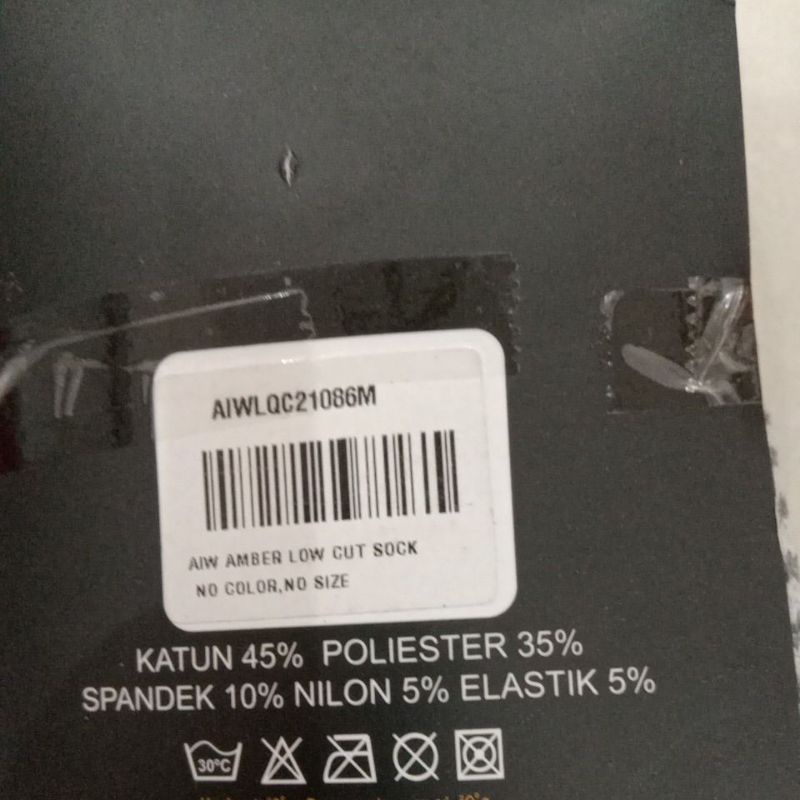 AIWLQC21086M
AIW AMBER LOW CUT SOCK
NO COLOR,NO SIZE
KATUN 45% POLIESTER 35%
SPANDEK 10% NILON 5% ELASTIK 5%
30°C